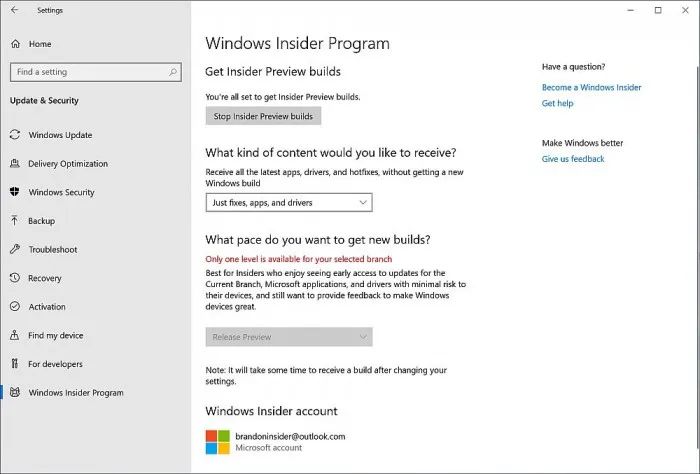 Settings
Home
Find a setting
Update & Security
Windows Update
Delivery Optimization
Windows Security
Backup
Troubleshoot
Recovery
Activation
Find my device
For developers
Windows Insider Program
Windows Insider Program
Get Insider Preview builds
You're all set to get Insider Preview builds.
Stop Insider Preview builds
What kind of content would you like to receive?
Receive all the latest apps, drivers, and hotfixes, without getting a new
Windows build
Just fixes, apps, and drivers
What pace do you want to get new builds?
Only one level is available for your selected branch
Best for Insiders who enjoy seeing early access to updates for the
Current Branch, Microsoft applications, and drivers with minimal risk to
their devices, and still want to provide feedback to make Windows
devices great.
Release Preview
Note: It will take some time to receive a build after changing your
settings.
Windows Insider account
brandoninsider@outlook.com
Microsoft account
Have a question?
Become a Windows Insider
Get help
Make Windows better
Give us feedback